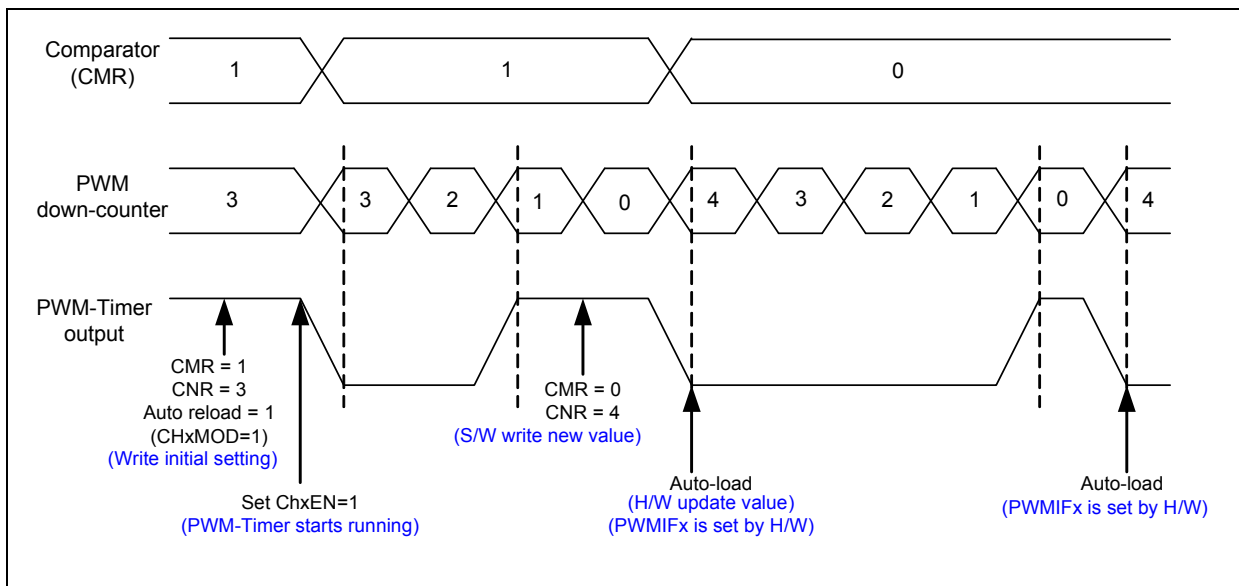 Comparator
(CMR)
1
1
0
PWM
down-counter
3
3
2
1
0
4
3
2
1
0
4
PWM-Timer
output
CMR = 1
CNR = 3
Auto reload = 1
(CHxMOD=1)
(Write initial setting)
Set ChxEN=1
(PWM-Timer starts running)
CMR = 0
CNR = 4
(S/W write new value)
Auto-load
(H/W update value)
(PWMIFx is set by H/W)
Auto-load
(PWMIFx is set by H/W)